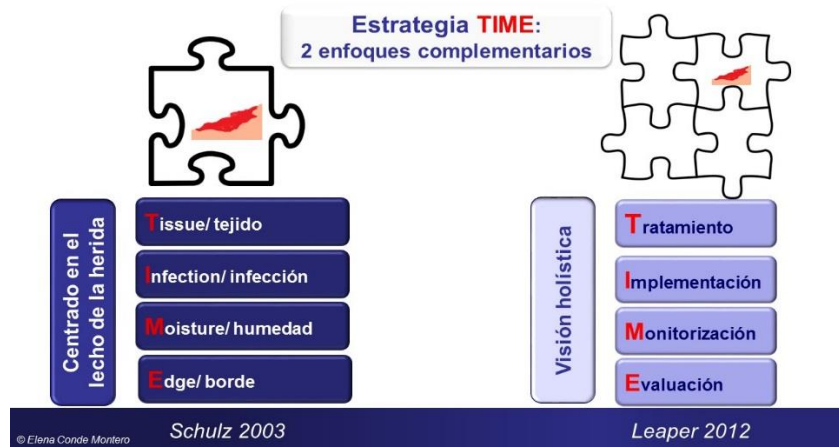 Estrategia TIME:
2 enfoques complementarios
Centrado en el
lecho de la herida
Tissue/ tejido
Infection/ infección
Moisture/ humedad
Edge/ borde
Visión holística
Tratamiento
Implementación
Monitorización
Evaluación
© Elena Conde Montero
Schulz 2003
Leaper 2012